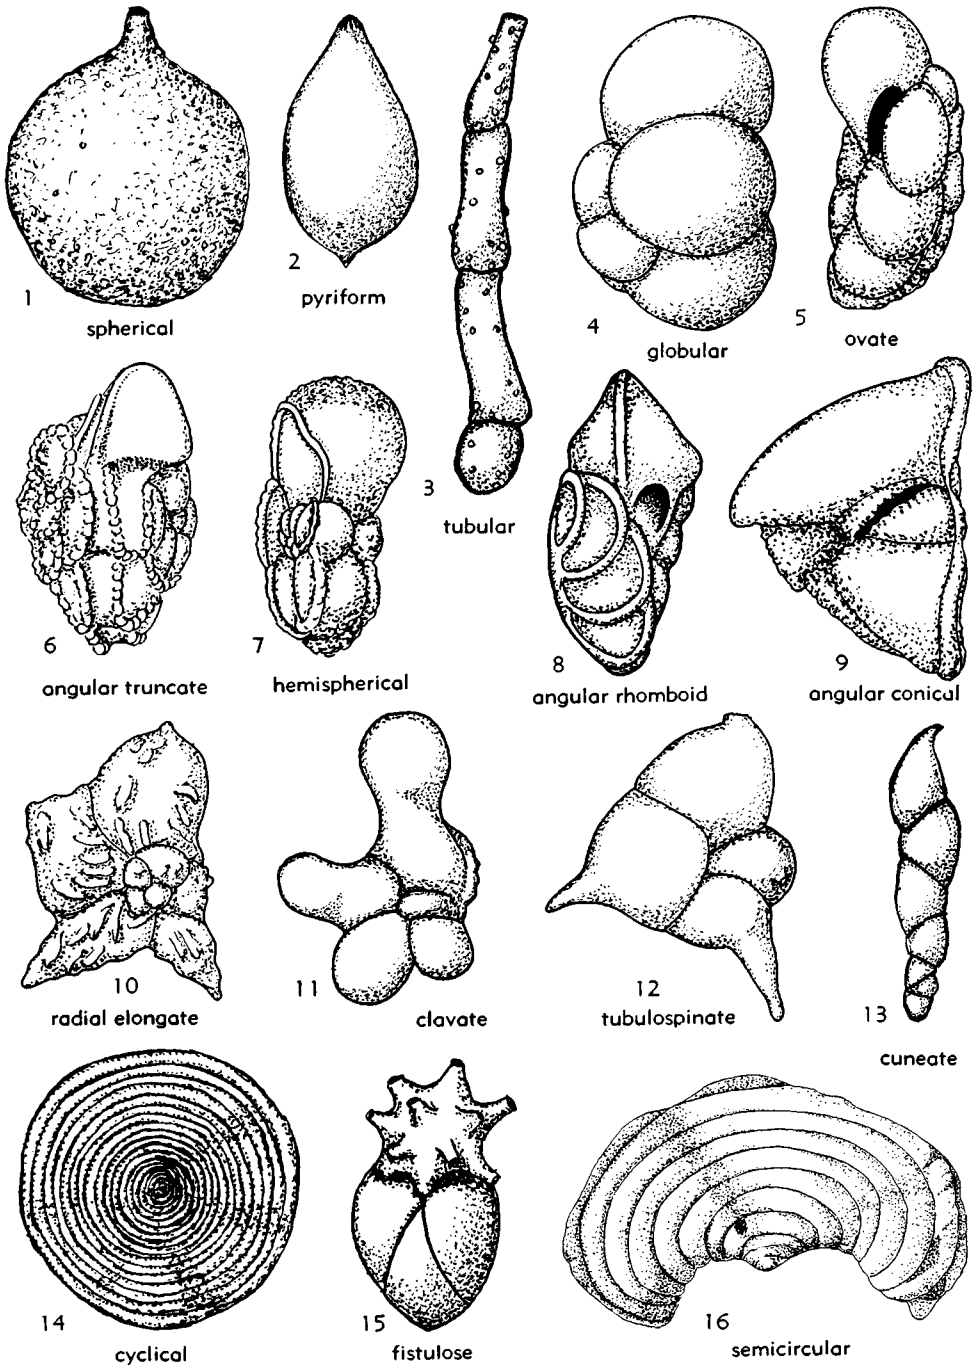 1
spherical
2
pyriform
3
tubular
4
globular
5
ovate
6
angular truncate
7
hemispherical
8
angular rhomboid
9
angular conical
10
radial elongate
11
clavate
12
tubulospinate
13
cuneate
14
cyclical
15
fistulose
16
semicircular